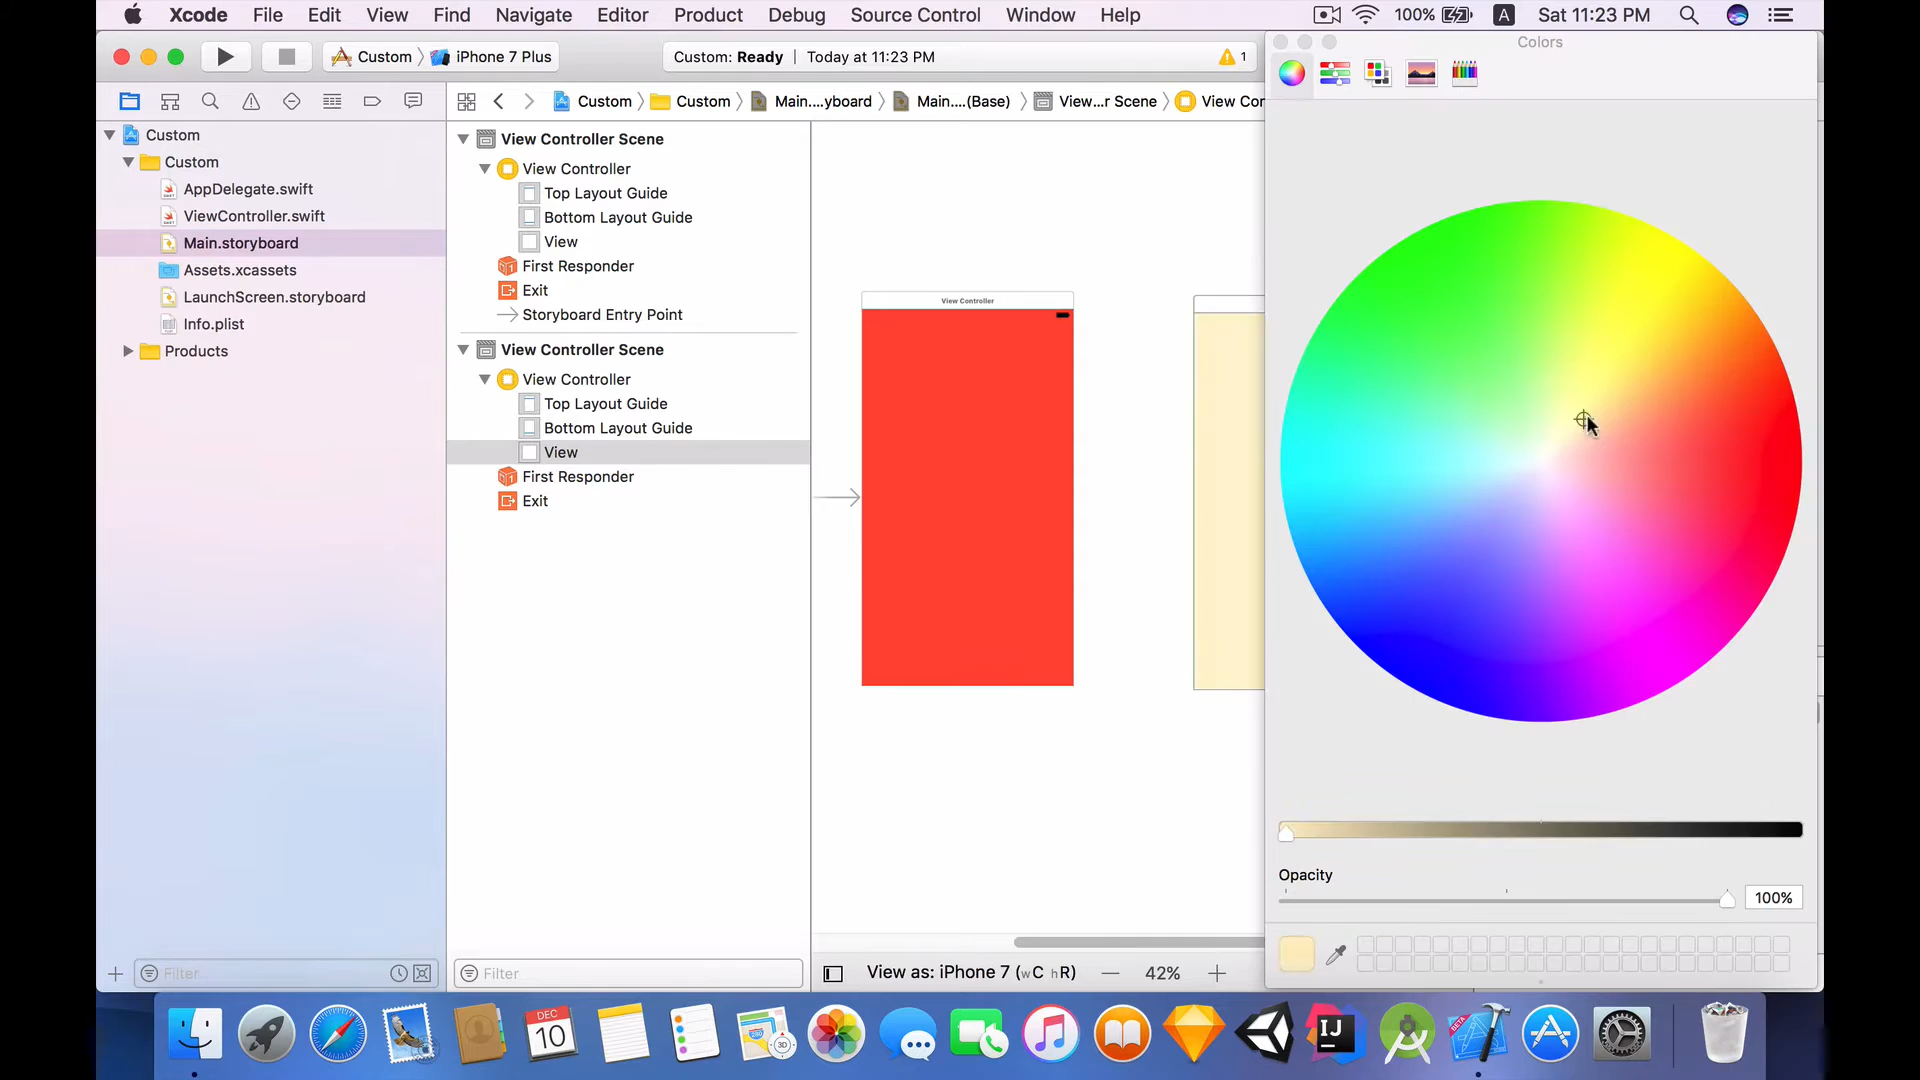 Xcode File Edit View Find Navigate Editor Product Debug Source Control Window Help 100% A Sat 11:23 PM
Custom iPhone 7 Plus Custom: Ready | Today at 11:23 PM 1
Colors
Custom Custom Main....yboard Main....(Base) View...r Scene View Cor
Custom
Custom
AppDelegate.swift
ViewController.swift
Main.storyboard
Assets.xcassets
LaunchScreen.storyboard
Info.plist
Products
View Controller Scene
View Controller
Top Layout Guide
Bottom Layout Guide
View
First Responder
Exit
Storyboard Entry Point
View Controller Scene
View Controller
Top Layout Guide
Bottom Layout Guide
View
First Responder
Exit
View Controller
Opacity
100%
Filter
Filter
View as: iPhone 7 (wC hR)
42%
DEC
10
3D
IJ
BETA